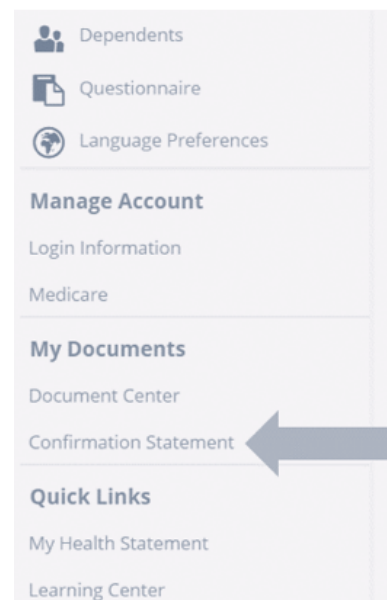 Dependents
Questionnaire
Language Preferences
Manage Account
Login Information
Medicare
My Documents
Document Center
Confirmation Statement
Quick Links
My Health Statement
Learning Center